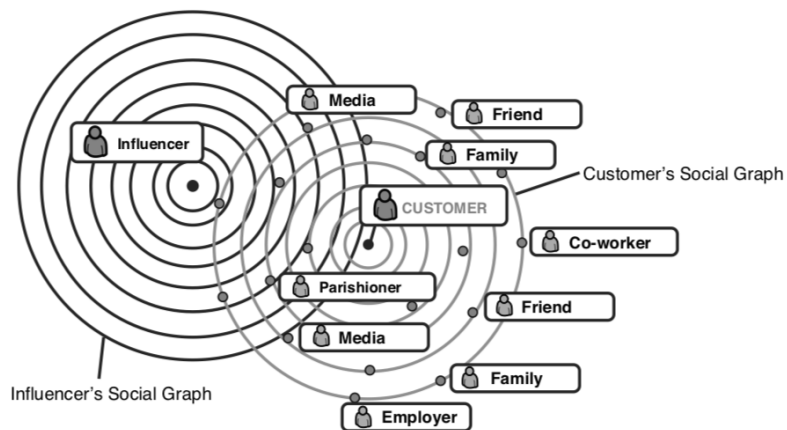 Media
Friend
Influencer
Family
Customer's Social Graph
CUSTOMER
Co-worker
Parishioner
Friend
Media
Family
Influencer's Social Graph
Employer